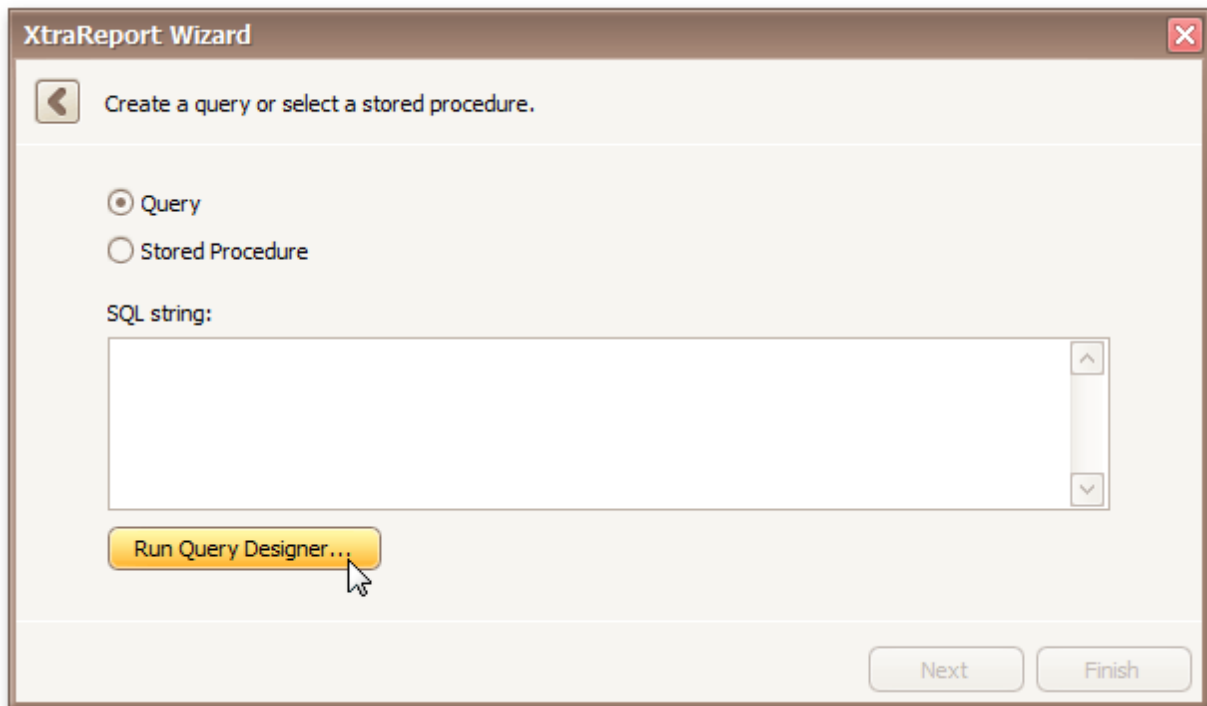 XtraReport Wizard
Create a query or select a stored procedure.
Query
Stored Procedure
SQL string:
Run Query Designer...
Next
Finish